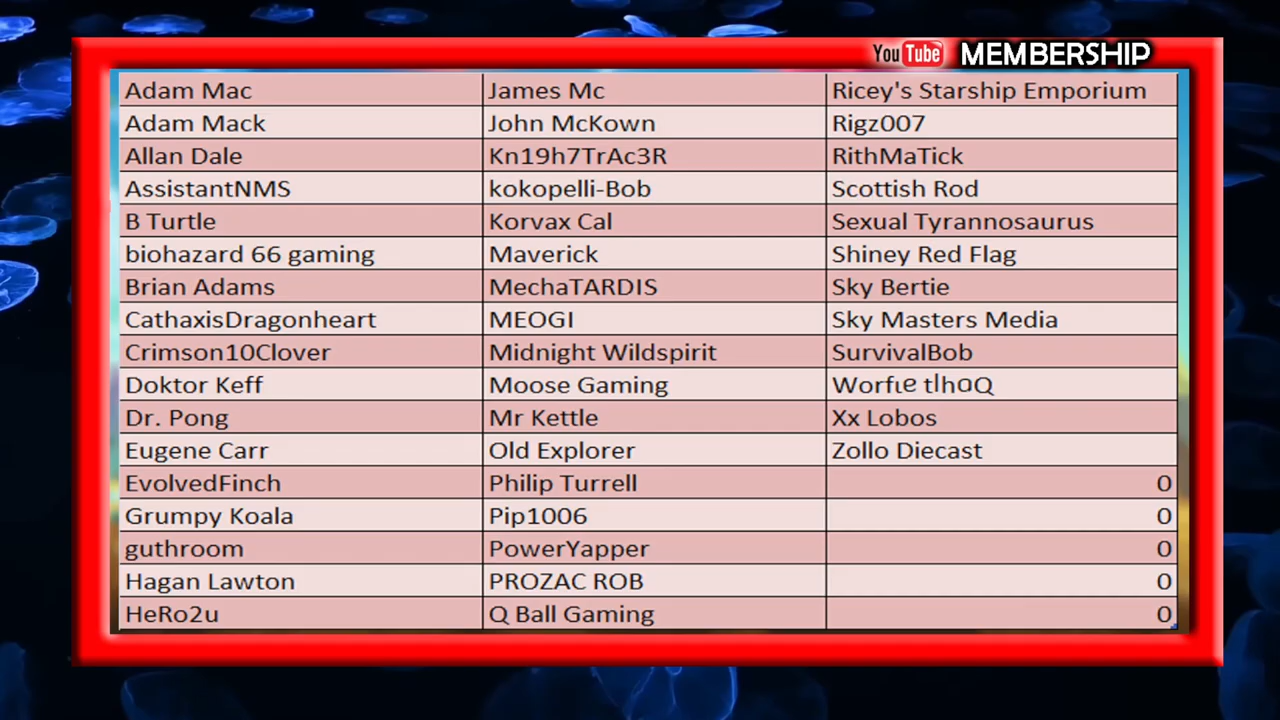 You Tube MEMBERSHIP
Adam Mac James Mc Ricey's Starship Emporium
Adam Mack John McKown Rigz007
Allan Dale Kn19h7TrAc3R RithMaTick
AssistantNMS kokopelli-Bob Scottish Rod
B Turtle Korvax Cal Sexual Tyrannosaurus
biohazard 66 gaming Maverick Shiney Red Flag
Brian Adams MechaTARDIS Sky Bertie
CathaxisDragonheart MEOGI Sky Masters Media
Crimson10Clover Midnight Wildspirit SurvivalBob
Doktor Keff Moose Gaming Worfɩɐ tlhɑQ
Dr. Pong Mr Kettle Xx Lobos
Eugene Carr Old Explorer Zollo Diecast
EvolvedFinch Philip Turrell 0
Grumpy Koala Pip1006 0
guthroom PowerYapper 0
Hagan Lawton PROZAC ROB 0
HeRo2u Q Ball Gaming 0